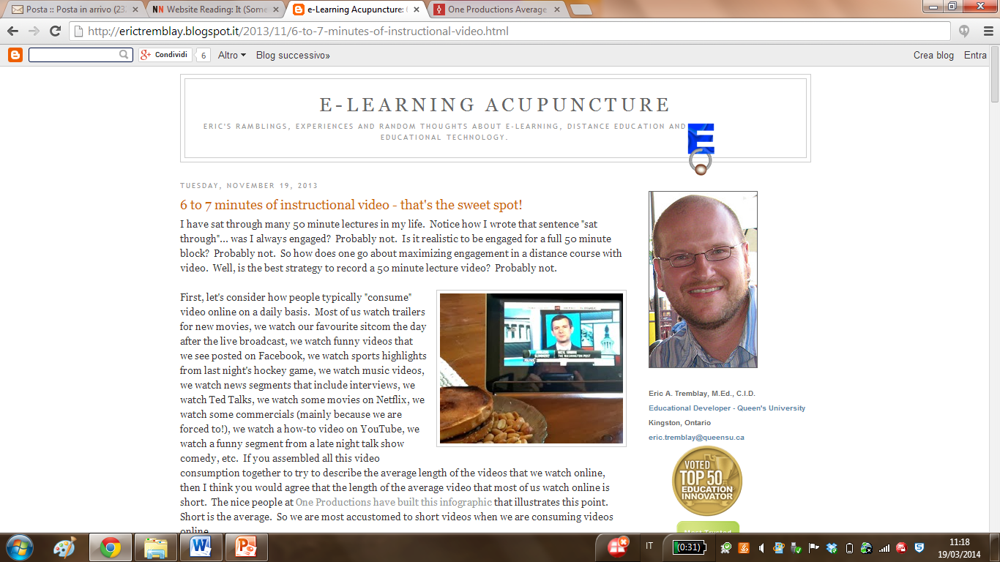 Posta :: Posta in arrivo (23
Website Reading: It (Some
e-Learning Acupuncture:
One Productions Average
http://erictremblay.blogspot.it/2013/11/6-to-7-minutes-of-instructional-video.html
Condividi 6 Altro Blog successivo» Crea blog Entra
E-LEARNING ACUPUNCTURE
ERIC'S RAMBLINGS, EXPERIENCES AND RANDOM THOUGHTS ABOUT E-LEARNING, DISTANCE EDUCATION AND
EDUCATIONAL TECHNOLOGY.
E
TUESDAY, NOVEMBER 19, 2013
6 to 7 minutes of instructional video - that's the sweet spot!
I have sat through many 50 minute lectures in my life. Notice how I wrote that sentence "sat
through"... was I always engaged? Probably not. Is it realistic to be engaged for a full 50 minute
block? Probably not. So how does one go about maximizing engagement in a distance course with
video. Well, is the best strategy to record a 50 minute lecture video? Probably not.
First, let's consider how people typically "consume"
video online on a daily basis. Most of us watch trailers
for new movies, we watch our favourite sitcom the day
after the live broadcast, we watch funny videos that
we see posted on Facebook, we watch sports highlights
from last night's hockey game, we watch music videos,
we watch news segments that include interviews, we
watch Ted Talks, we watch some movies on Netflix, we
watch some commercials (mainly because we are
forced to!), we watch a how-to video on YouTube, we
watch a funny segment from a late night talk show
comedy, etc. If you assembled all this video
consumption together to try to describe the average length of the videos that we watch online,
then I think you would agree that the length of the average video that most of us watch online is
short. The nice people at One Productions have built this infographic that illustrates this point.
Short is the average. So we are most accustomed to short videos when we are consuming videos
online
THE WASHINGTON POST
Eric A. Tremblay, M.Ed., C.I.D.
Educational Developer - Queen's University
Kingston, Ontario
eric.tremblay@queensu.ca
VOTED
TOP 50
EDUCATION
INNOVATOR
Most Trusted
IT (0:31) 11:18
19/03/2014